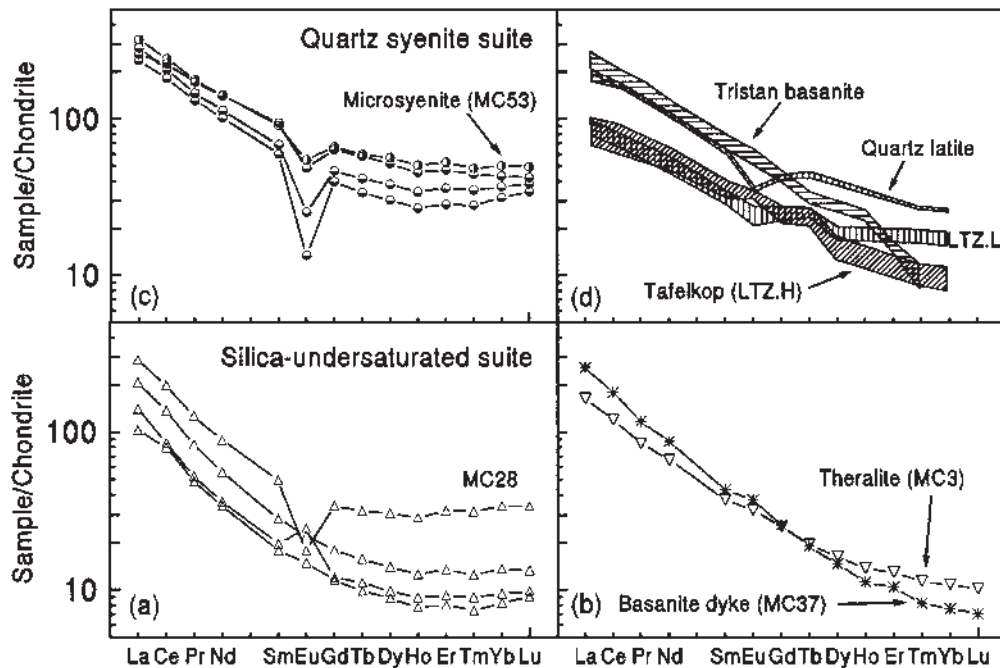 Quartz syenite suite
Microsyenite (MC53)
Sample/Chondrite
100
10
(c)
Tristan basanite
Quartz latite
LTZ.L
Tafelkop (LTZ.H)
(d)
Silica-undersaturated suite
MC28
Sample/Chondrite
100
10
(a)
Theralite (MC3)
Basanite dyke (MC37)
(b)
La Ce Pr Nd Sm Eu Gd Tb Dy Ho Er Tm Yb Lu
La Ce Pr Nd Sm Eu Gd Tb Dy Ho Er Tm Yb Lu